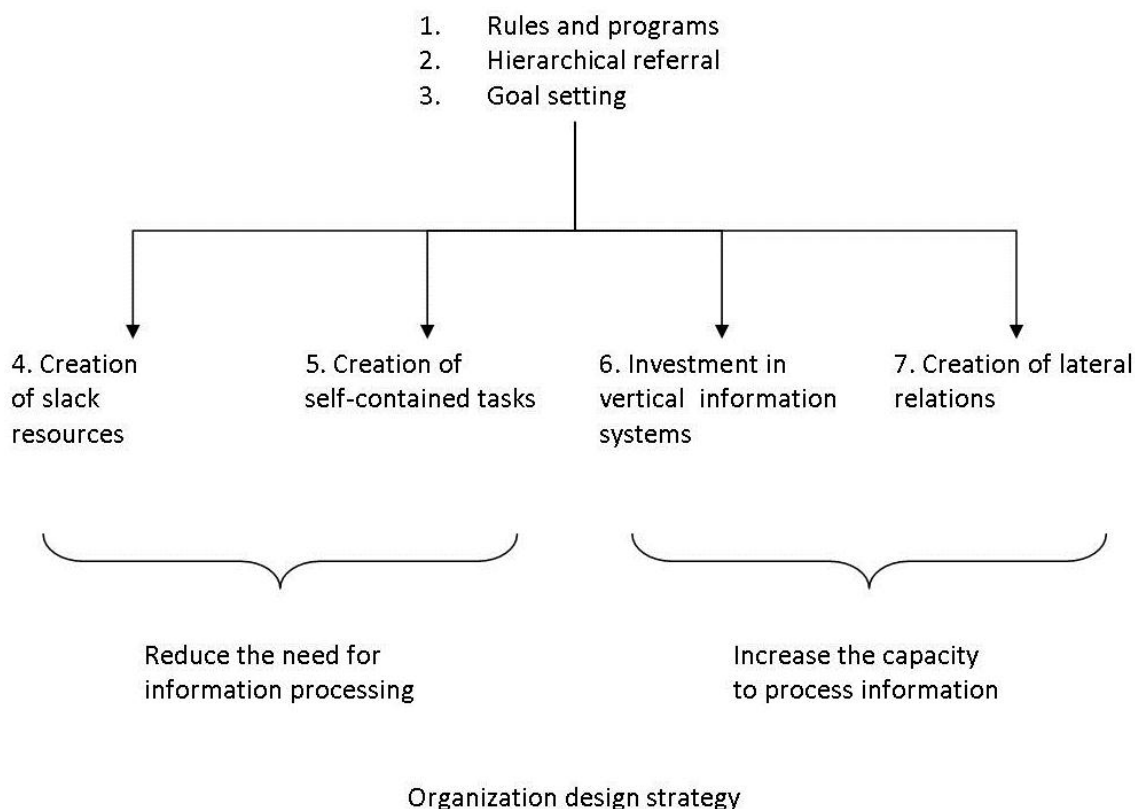 1. Rules and programs
2. Hierarchical referral
3. Goal setting
4. Creation
of slack
resources
5. Creation of
self-contained tasks
6. Investment in
vertical information
systems
7. Creation of lateral
relations
Reduce the need for
information processing
Increase the capacity
to process information
Organization design strategy